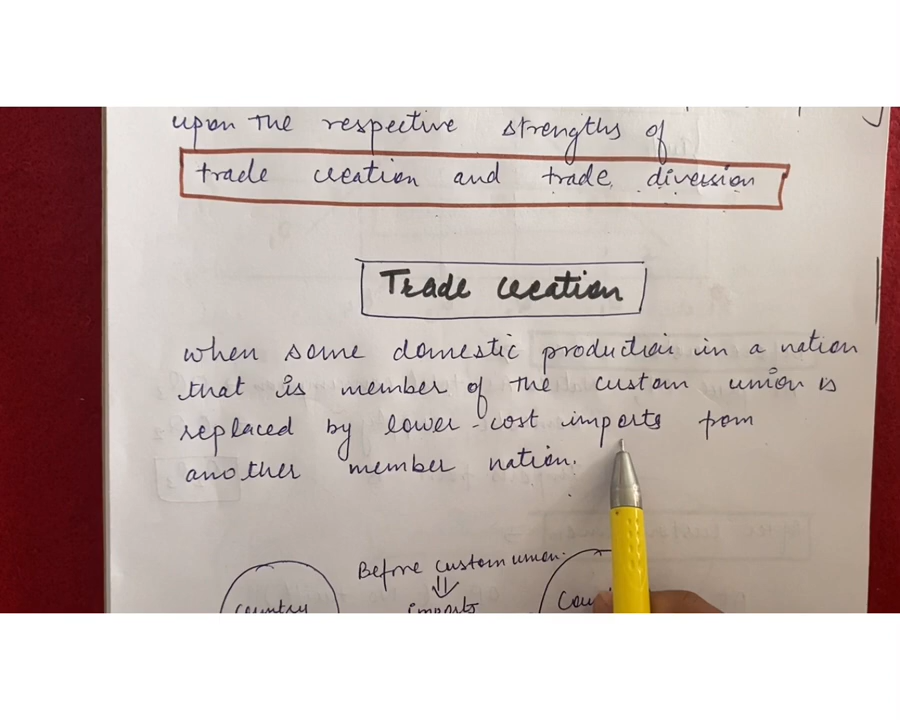 upon the respective strengths of
trade creation and trade diversion
Trade creation
when some domestic production in a nation
that is member of the custom union is
replaced by lower-cost imports from
another member nation.
Before custom union.
country
imports